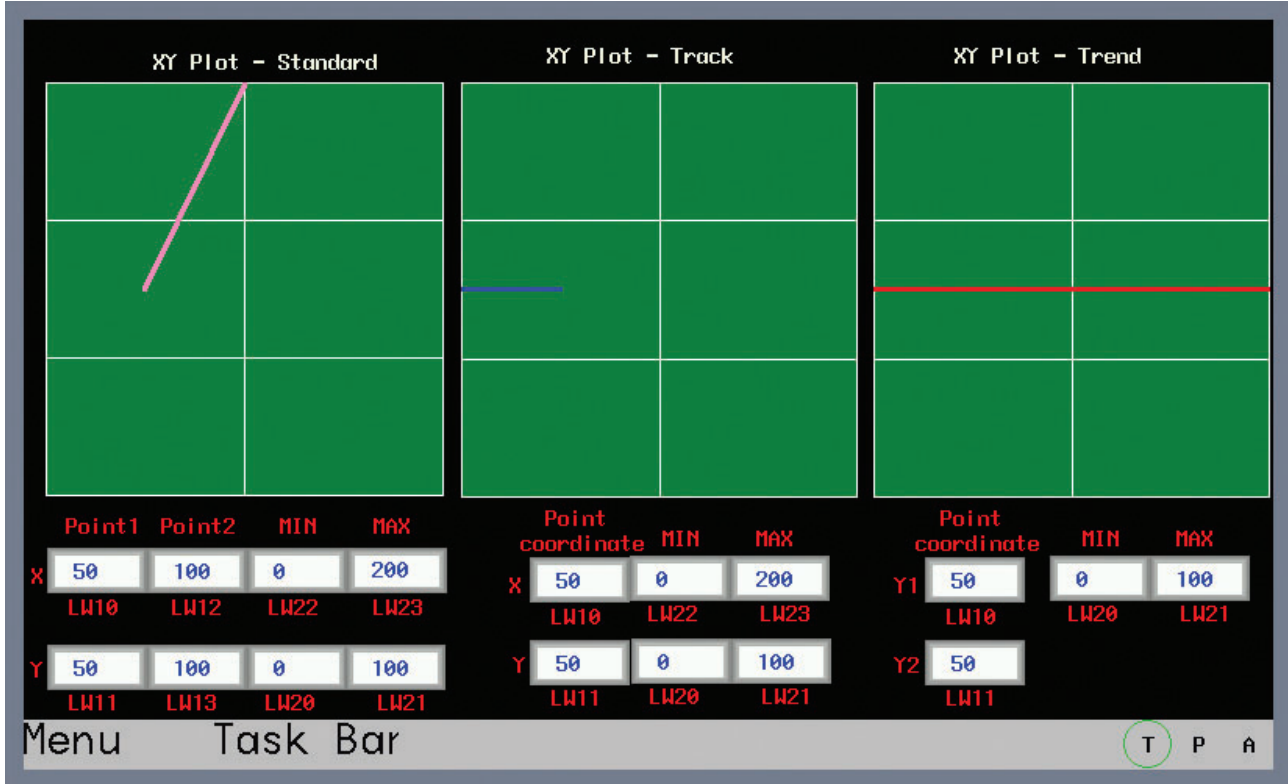 XY Plot - Standard
XY Plot - Track
XY Plot - Trend
Point1 Point2 MIN MAX
X 50 100 0 200
LW10 LW12 LW22 LW23
Y 50 100 0 100
LW11 LW13 LW20 LW21
Point
coordinate MIN MAX
X 50 0 200
LW10 LW22 LW23
Y 50 0 100
LW11 LW20 LW21
Point
coordinate MIN MAX
Y1 50 0 100
LW10 LW20 LW21
Y2 50
LW11
Menu Task Bar T P A